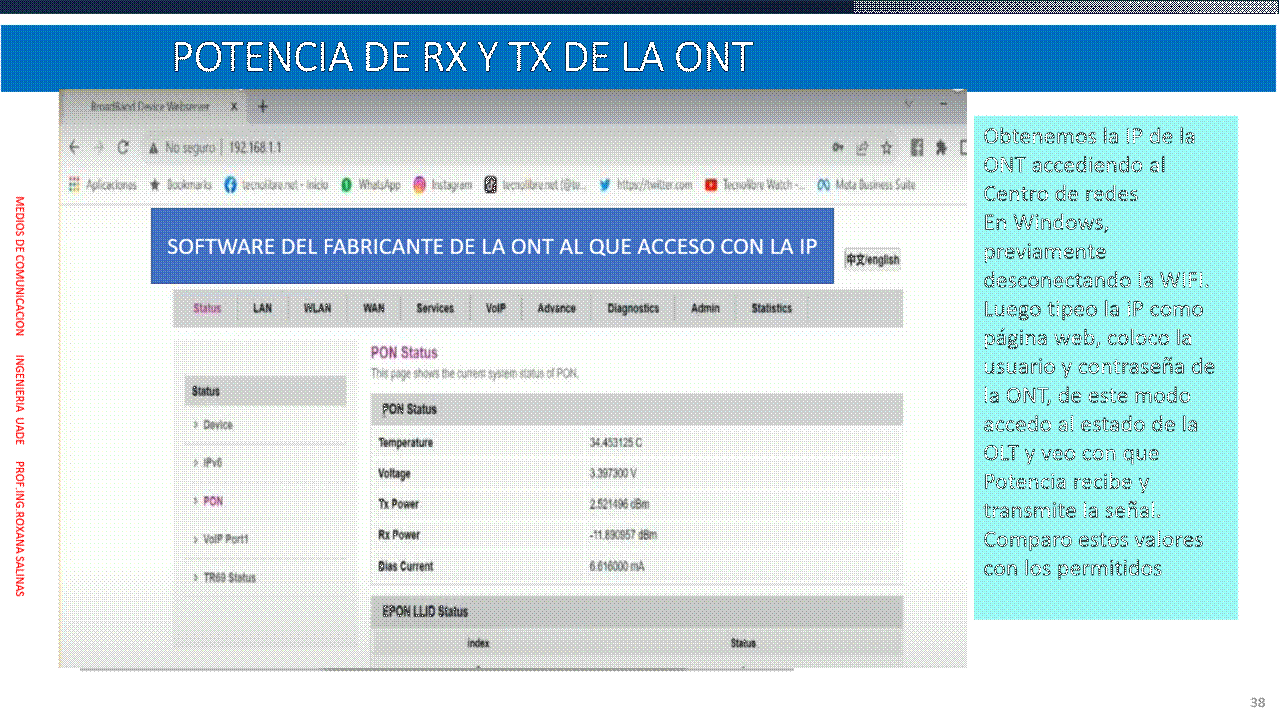 POTENCIA DE RX Y TX DE LA ONT
BroadBand Device Webserver x +
No seguro | 192.168.1.1
Aplicaciones Bookmarks tecnolibre.net - Inicio WhatsApp Instagram tecnolibre.net (@te... https://twitter.com Tecnolibre Watch -... Meta Business Suite
SOFTWARE DEL FABRICANTE DE LA ONT AL QUE ACCESO CON LA IP
中文/english
Status LAN WLAN WAN Services VoIP Advance Diagnostics Admin Statistics
PON Status
This page shows the current system status of PON.
Status
> Device
> IPv6
> PON
> VoIP Port1
> TR69 Status
PON Status
Temperature 34.453125 C
Voltage 3.397300 V
Tx Power 2.521496 dBm
Rx Power -11.890957 dBm
Bias Current 6.616000 mA
EPON LLID Status
Index Status
Obtenemos la IP de la
ONT accediendo al
Centro de redes
En Windows,
previamente
desconectando la WiFi.
Luego tipeo la IP como
página web, coloco la
usuario y contraseña de
la ONT, de este modo
accedo al estado de la
OLT y veo con que
Potencia recibe y
transmite la señal.
Comparo estos valores
con los permitidos
MEDIOS DE COMUNICACION INGENIERIA UADE PROF.ING.ROXANA SALINAS
38